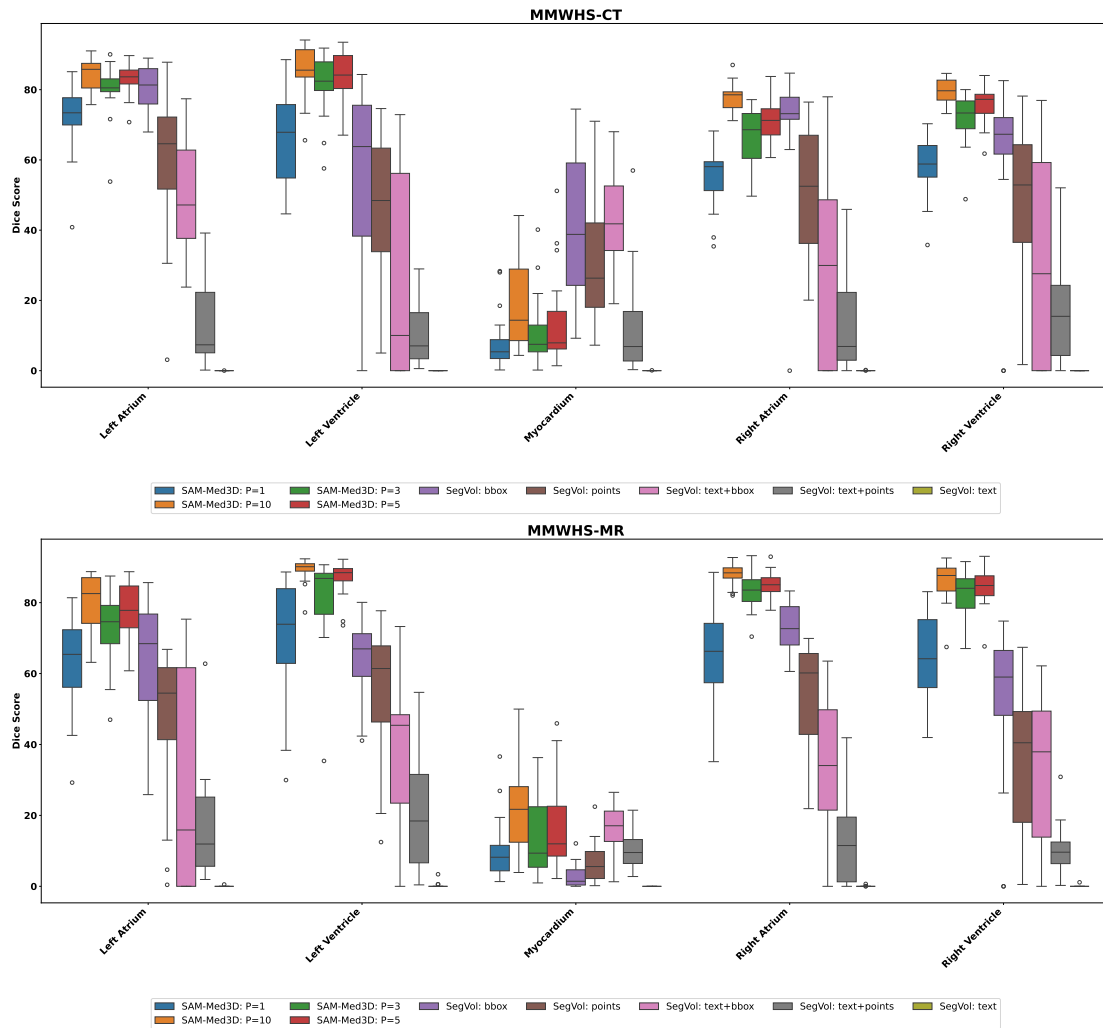 MMWHS-CT
Dice Score
80
60
40
20
0
Left Atrium
Left Ventricle
Myocardium
Right Atrium
Right Ventricle
SAM-Med3D: P=1 SAM-Med3D: P=3 SegVol: bbox SegVol: points SegVol: text+bbox SegVol: text+points SegVol: text
SAM-Med3D: P=10 SAM-Med3D: P=5
MMWHS-MR
Dice Score
80
60
40
20
0
Left Atrium
Left Ventricle
Myocardium
Right Atrium
Right Ventricle
SAM-Med3D: P=1 SAM-Med3D: P=3 SegVol: bbox SegVol: points SegVol: text+bbox SegVol: text+points SegVol: text
SAM-Med3D: P=10 SAM-Med3D: P=5